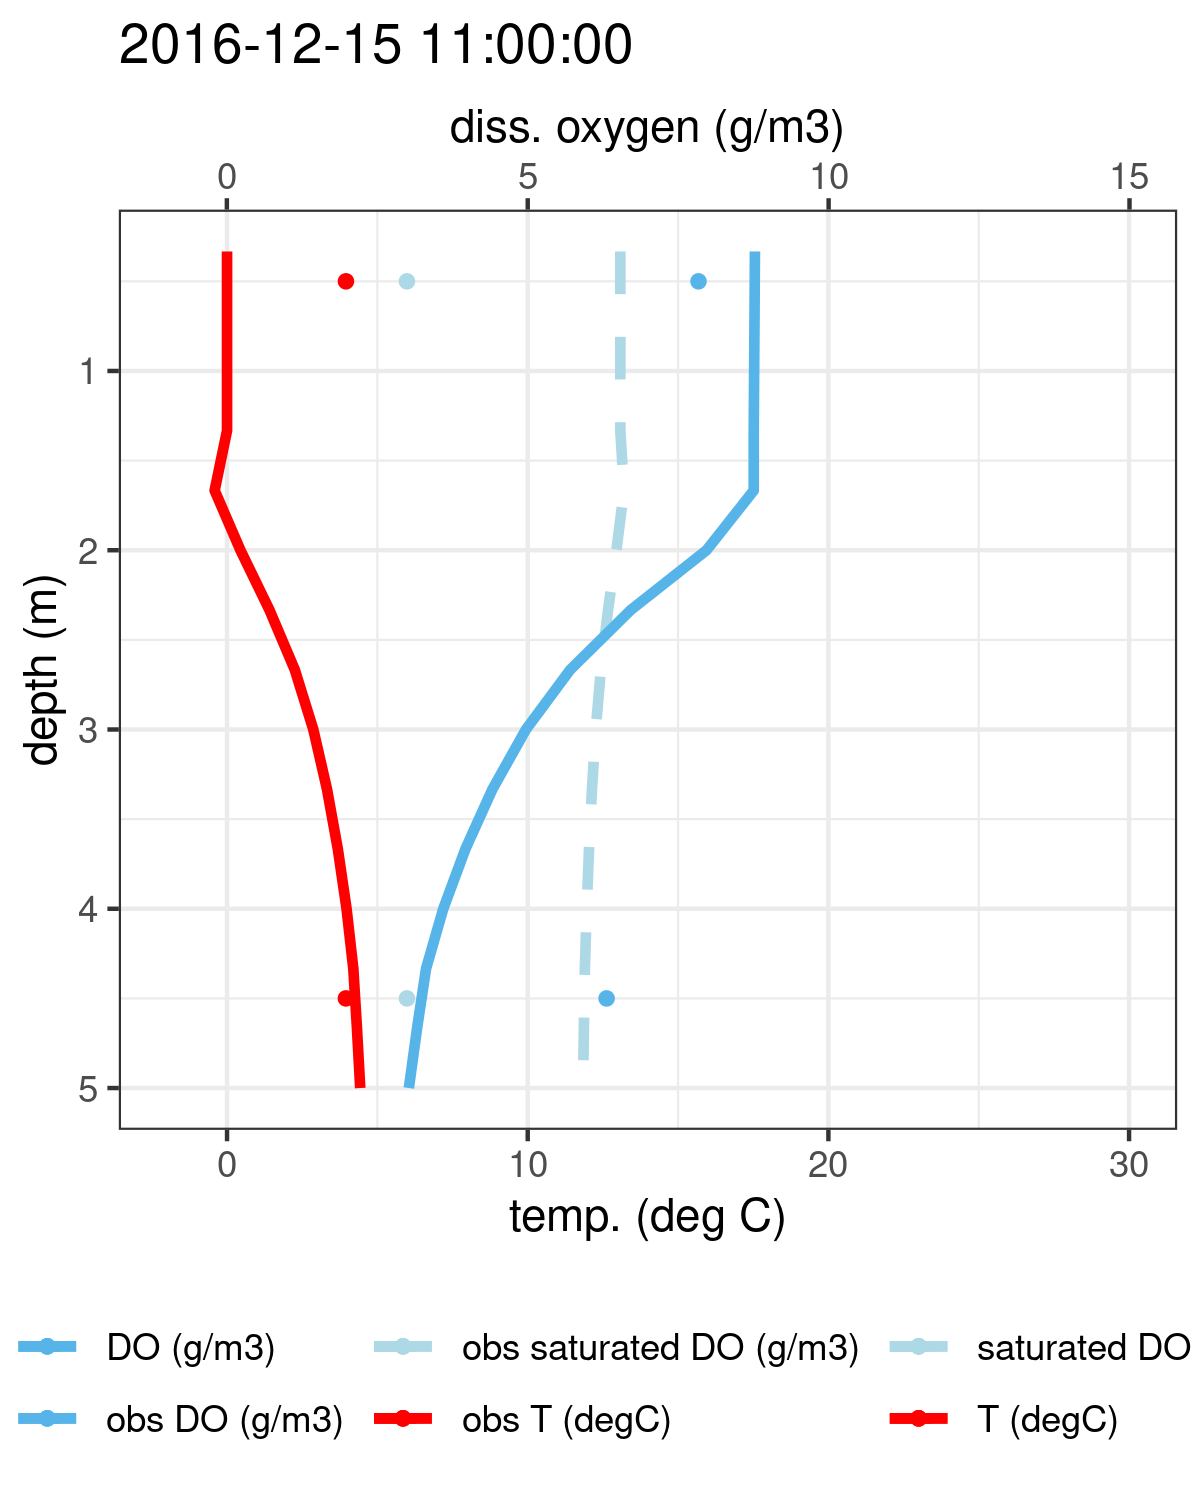 2016-12-15 11:00:00
diss. oxygen (g/m3)
0 5 10 15
depth (m)
1
2
3
4
5
0 10 20 30
temp. (deg C)
DO (g/m3) obs saturated DO (g/m3) saturated DO
obs DO (g/m3) obs T (degC) T (degC)